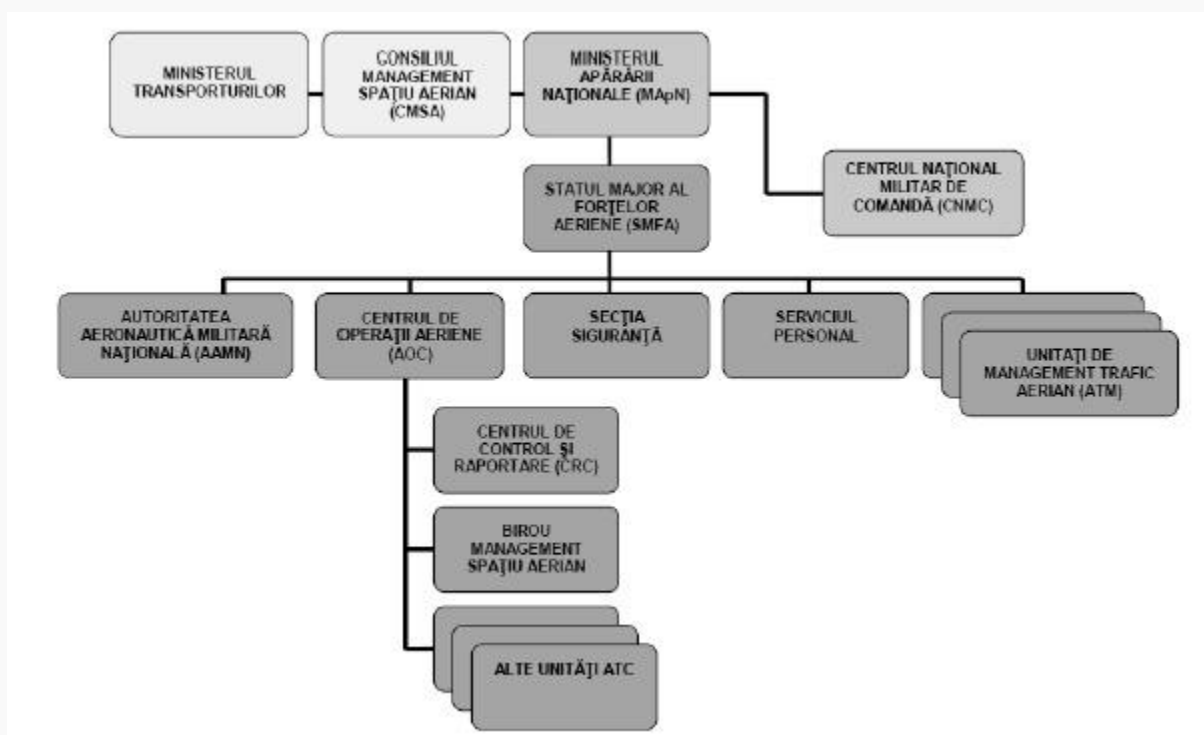 MINISTERUL
TRANSPORTURILOR
CONSILIUL
MANAGEMENT
SPAŢIU AERIAN
(CMSA)
MINISTERUL
APĂRĂRII
NAŢIONALE (MApN)
CENTRUL NAŢIONAL
MILITAR DE
COMANDĂ (CNMC)
STATUL MAJOR AL
FORŢELOR
AERIENE (SMFA)
AUTORITATEA
AERONAUTICĂ MILITARĂ
NAŢIONALĂ (AAMN)
CENTRUL DE
OPERAŢII AERIENE
(AOC)
SECŢIA
SIGURANŢĂ
SERVICIUL
PERSONAL
UNITAŢI DE
MANAGEMENT TRAFIC
AERIAN (ATM)
CENTRUL DE
CONTROL ŞI
RAPORTARE (CRC)
BIROU
MANAGEMENT
SPAŢIU AERIAN
ALTE UNITĂŢI ATC